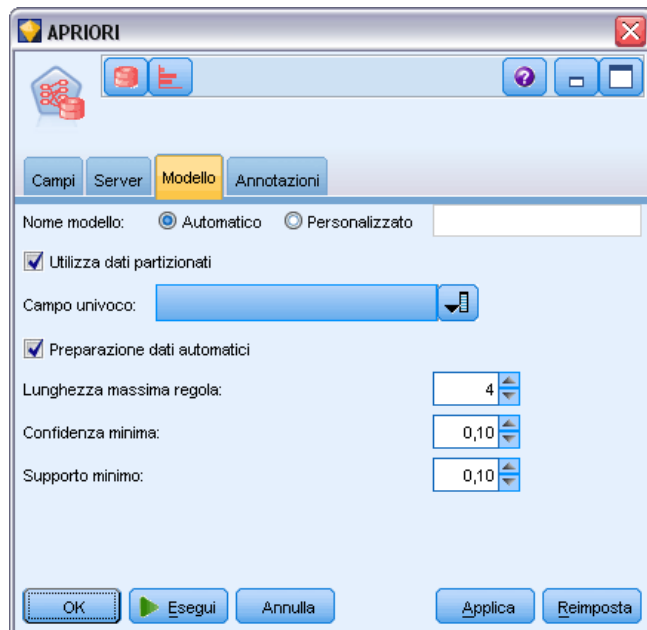 APRIORI
Campi Server Modello Annotazioni
Nome modello: Automatico Personalizzato
Utilizza dati partizionati
Campo univoco:
Preparazione dati automatici
Lunghezza massima regola: 4
Confidenza minima: 0,10
Supporto minimo: 0,10
OK Esegui Annulla Applica Reimposta